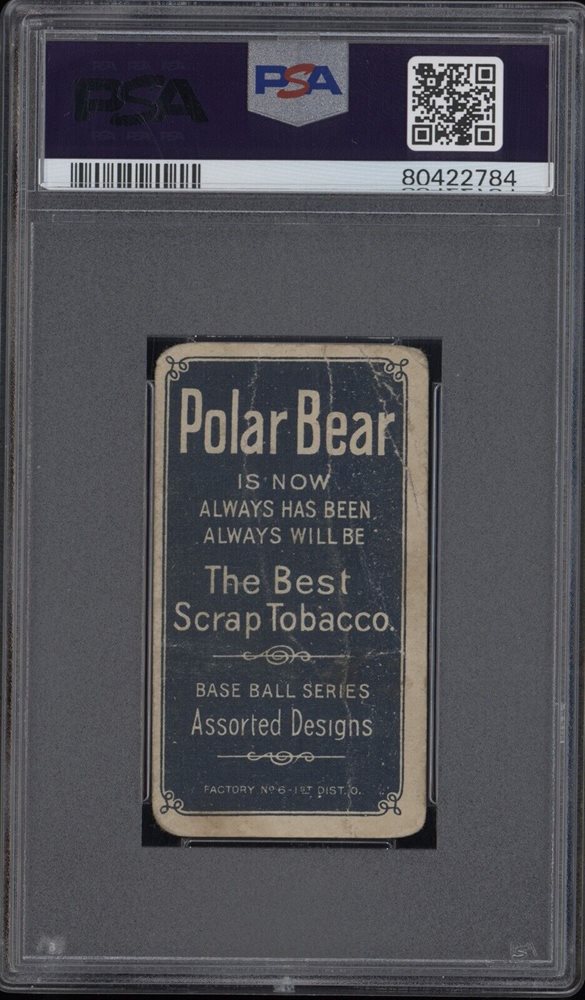 PSA
PSA
80422784
Polar Bear
IS NOW
ALWAYS HAS BEEN
ALWAYS WILL BE
The Best
Scrap Tobacco.
BASE BALL SERIES
Assorted Designs
FACTORY Nº 6 - 1ST DIST. O.